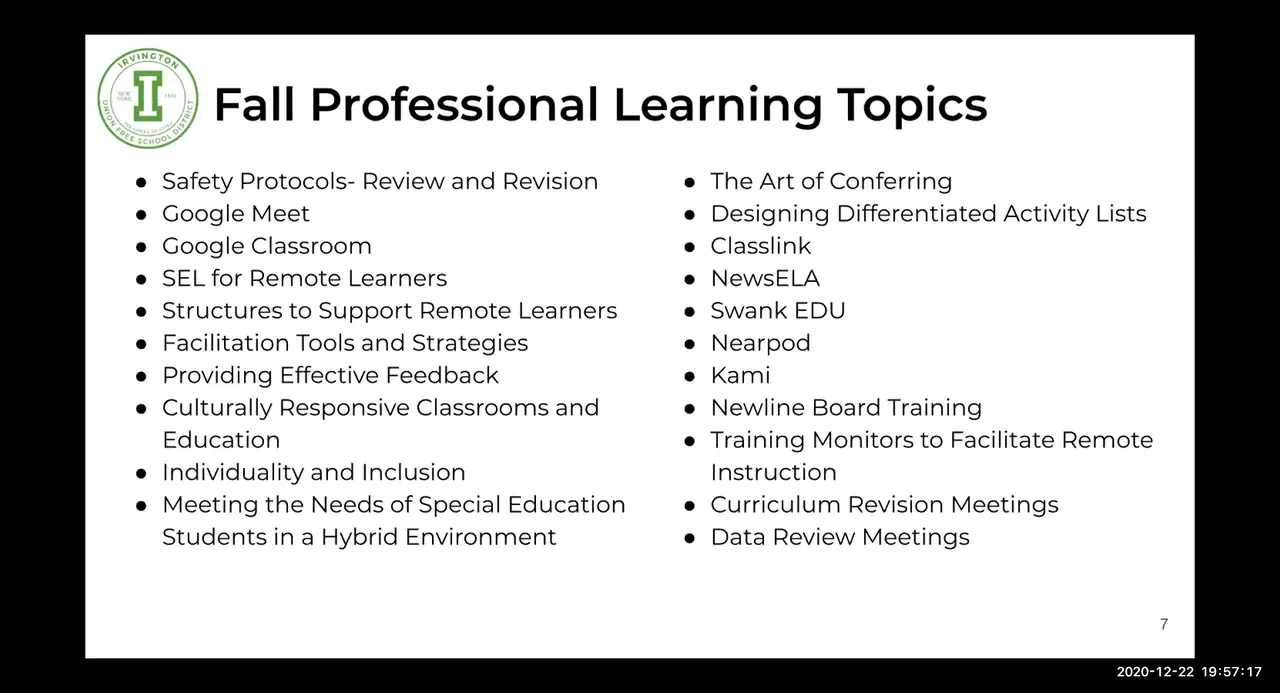 IRVINGTON
UNION FREE SCHOOL DISTRICT
NEW
YORK
I
Fall Professional Learning Topics
● Safety Protocols- Review and Revision
● Google Meet
● Google Classroom
● SEL for Remote Learners
● Structures to Support Remote Learners
● Facilitation Tools and Strategies
● Providing Effective Feedback
● Culturally Responsive Classrooms and
Education
● Individuality and Inclusion
● Meeting the Needs of Special Education
Students in a Hybrid Environment
● The Art of Conferring
● Designing Differentiated Activity Lists
● Classlink
● NewsELA
● Swank EDU
● Nearpod
● Kami
● Newline Board Training
● Training Monitors to Facilitate Remote
Instruction
● Curriculum Revision Meetings
● Data Review Meetings
7
2020-12-22 19:57:17